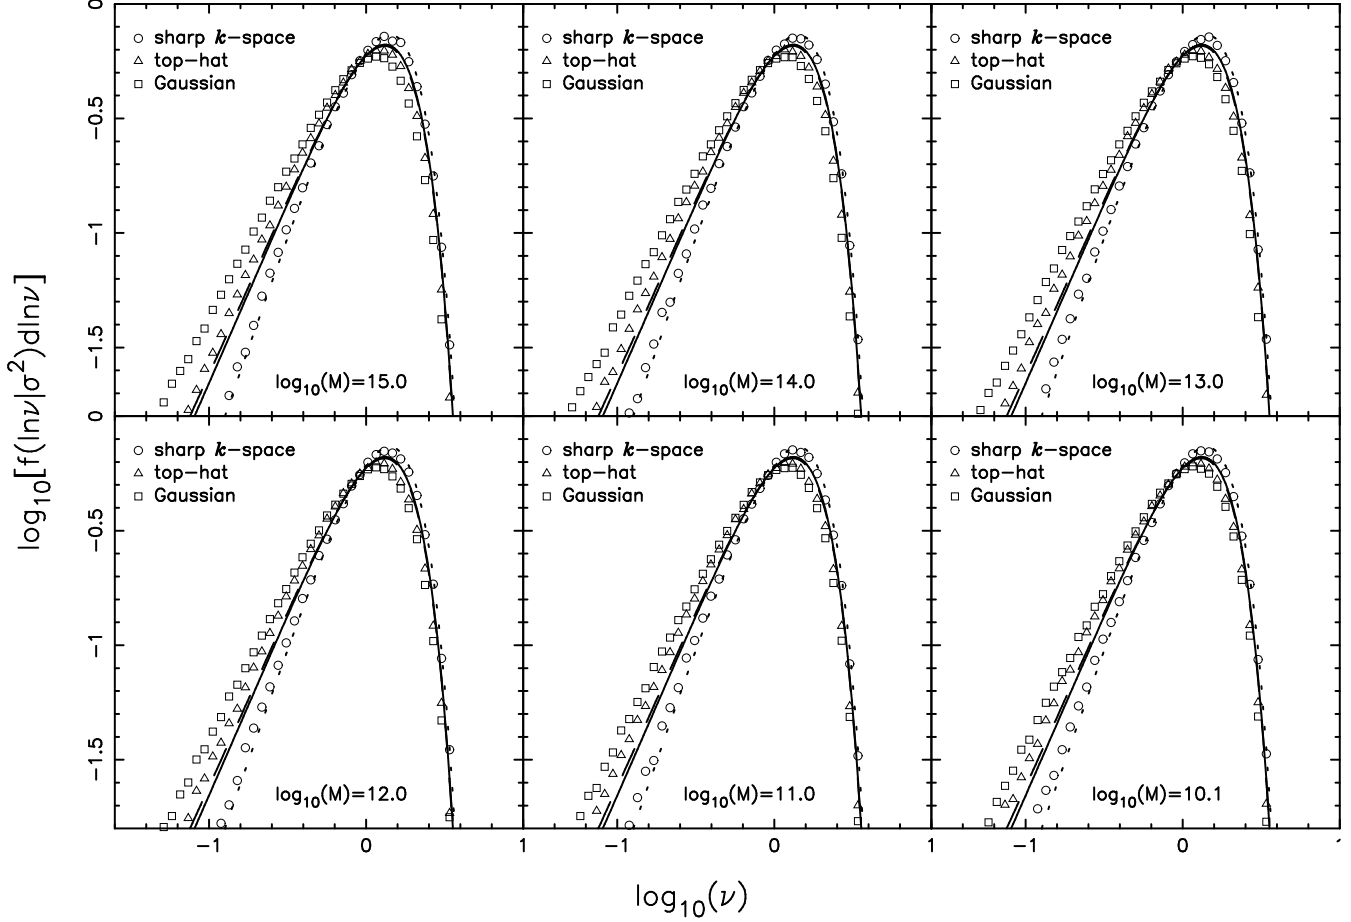 0
−0.5
−1
−1.5
0
−0.5
−1
−1.5
log10[f(lnν|σ²)dlnν]
○ sharp k−space
△ top−hat
□ Gaussian
log10(M)=15.0
○ sharp k−space
△ top−hat
□ Gaussian
log10(M)=14.0
○ sharp k−space
△ top−hat
□ Gaussian
log10(M)=13.0
○ sharp k−space
△ top−hat
□ Gaussian
log10(M)=12.0
○ sharp k−space
△ top−hat
□ Gaussian
log10(M)=11.0
○ sharp k−space
△ top−hat
□ Gaussian
log10(M)=10.1
−1 0 1 −1 0 1 −1 0
log10(ν)